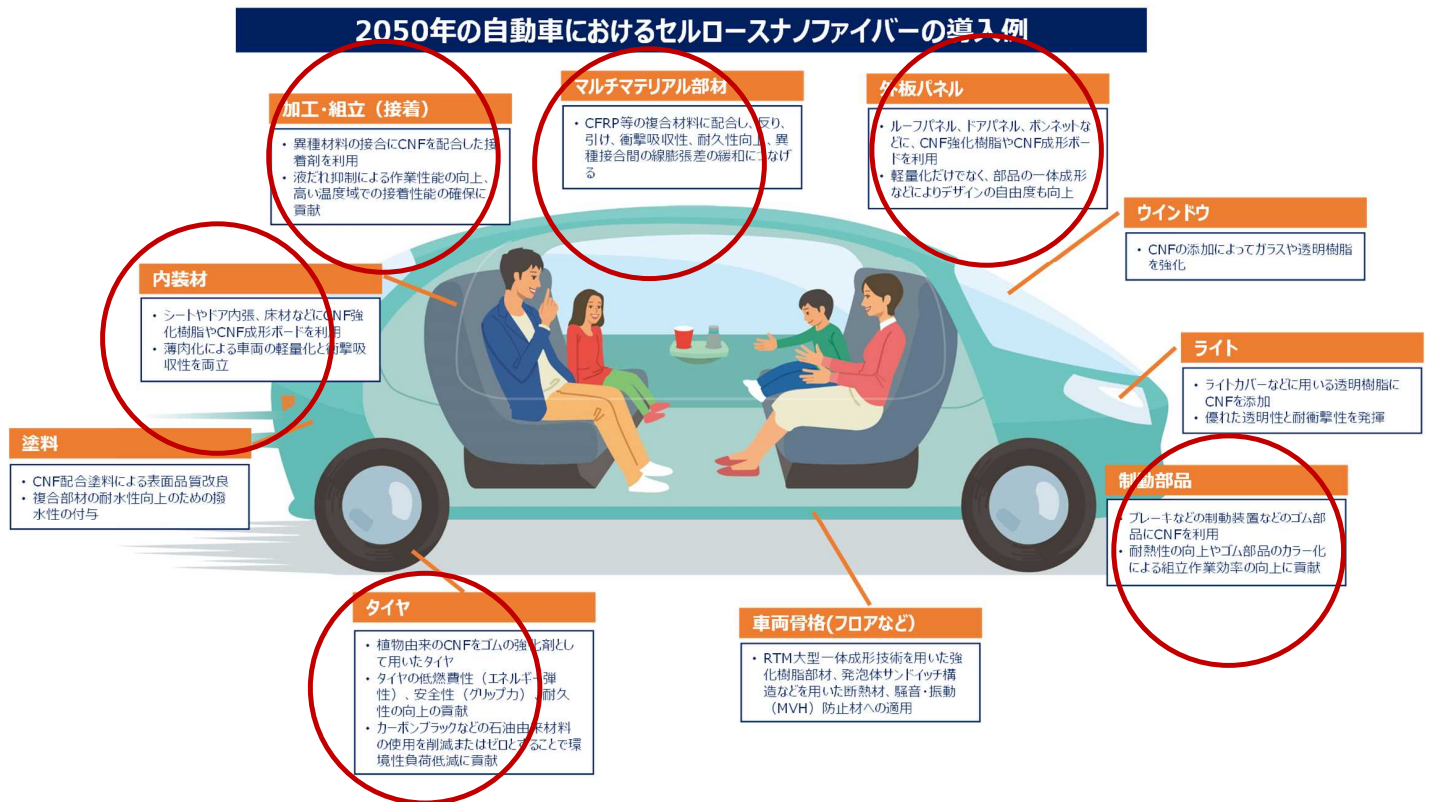 2050年の自動車におけるセルロースナノファイバーの導入例
加工・組立（接着）
• 異種材料の接合にCNFを配合した接
着剤を利用
• 液だれ抑制による作業性能の向上、
高い温度域での接着性能の確保に
貢献
マルチマテリアル部材
• CFRP等の複合材料に配合し、反り、
引け、衝撃吸収性、耐久性向上、異
種接合間の線膨張差の緩和につなげ
る
外板パネル
• ルーフパネル、ドアパネル、ボンネットな
どに、CNF強化樹脂やCNF成形ボー
ドを利用
• 軽量化だけでなく、部品の一体成形
などによりデザインの自由度も向上
ウインドウ
• CNFの添加によってガラスや透明樹脂
を強化
内装材
• シートやドア内張、床材などにCNF強
化樹脂やCNF成形ボードを利用
• 薄肉化による車両の軽量化と衝撃吸
収性を両立
ライト
• ライトカバーなどに用いる透明樹脂に
CNFを添加
• 優れた透明性と耐衝撃性を発揮
塗料
• CNF配合塗料による表面品質改良
• 複合部材の耐水性向上のための撥
水性の付与
制動部品
• ブレーキなどの制動装置などのゴム部
品にCNFを利用
• 耐熱性の向上やゴム部品のカラー化
による組立作業効率の向上に貢献
タイヤ
• 植物由来のCNFをゴムの強化剤とし
て用いたタイヤ
• タイヤの低燃費性（エネルギー弾
性）、安全性（グリップ力）、耐久
性の向上の貢献
• カーボンブラックなどの石油由来材料
の使用を削減またはゼロとすることで環
境性負荷低減に貢献
車両骨格(フロアなど）
• RTM大型一体成形技術を用いた強
化樹脂部材、発泡体サンドイッチ構
造などを用いた断熱材、騒音・振動
（MVH）防止材への適用